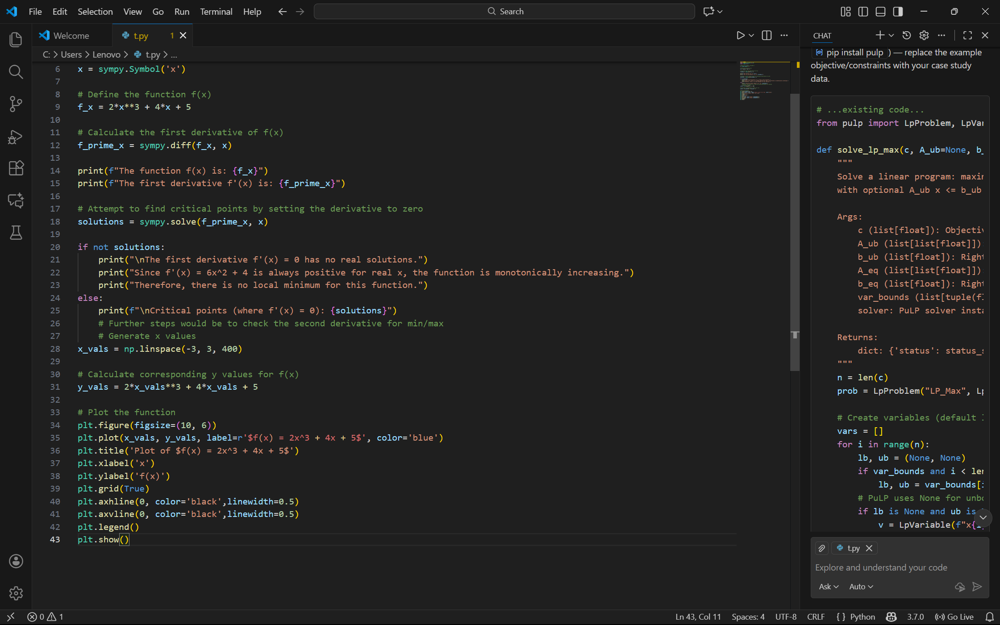 File Edit Selection View Go Run Terminal Help Search
Welcome t.py 1
C: > Users > Lenovo > t.py > ...
6 x = sympy.Symbol('x')
7
8 # Define the function f(x)
9 f_x = 2*x**3 + 4*x + 5
10
11 # Calculate the first derivative of f(x)
12 f_prime_x = sympy.diff(f_x, x)
13
14 print(f"The function f(x) is: {f_x}")
15 print(f"The first derivative f'(x) is: {f_prime_x}")
16
17 # Attempt to find critical points by setting the derivative to zero
18 solutions = sympy.solve(f_prime_x, x)
19
20 if not solutions:
21     print("\nThe first derivative f'(x) = 0 has no real solutions.")
22     print("Since f'(x) = 6x^2 + 4 is always positive for real x, the function is monotonically increasing.")
23     print("Therefore, there is no local minimum for this function.")
24 else:
25     print(f"\nCritical points (where f'(x) = 0): {solutions}")
26     # Further steps would be to check the second derivative for min/max
27     # Generate x values
28 x_vals = np.linspace(-3, 3, 400)
29
30 # Calculate corresponding y values for f(x)
31 y_vals = 2*x_vals**3 + 4*x_vals + 5
32
33 # Plot the function
34 plt.figure(figsize=(10, 6))
35 plt.plot(x_vals, y_vals, label=r'$f(x) = 2x^3 + 4x + 5$', color='blue')
36 plt.title('Plot of $f(x) = 2x^3 + 4x + 5$')
37 plt.xlabel('x')
38 plt.ylabel('f(x)')
39 plt.grid(True)
40 plt.axhline(0, color='black',linewidth=0.5)
41 plt.axvline(0, color='black',linewidth=0.5)
42 plt.legend()
43 plt.show()
CHAT
pip install pulp ) — replace the example
objective/constraints with your case study
data.
# ...existing code...
from pulp import LpProblem, LpVar
def solve_lp_max(c, A_ub=None, b_
"""
Solve a linear program: maxim
with optional A_ub x <= b_ub
Args:
c (list[float]): Objectiv
A_ub (list[list[float]])
b_ub (list[float]): Right
A_eq (list[list[float]])
b_eq (list[float]): Right
var_bounds (list[tuple(fl
solver: PuLP solver insta
Returns:
dict: {'status': status_s
"""
n = len(c)
prob = LpProblem("LP_Max", Lp
# Create variables (default
vars = []
for i in range(n):
lb, ub = (None, None)
if var_bounds and i < len
lb, ub = var_bounds[i
# PuLP uses None for unbo
if lb is None and ub is
v = LpVariable(f"x{i
t.py
Explore and understand your code
Ask Auto
0 1 Ln 43, Col 11 Spaces: 4 UTF-8 CRLF { } Python 3.7.0 Go Live